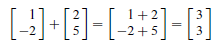 [1 -2] + [2 5] = [1+2 -2+5] = [3 3]